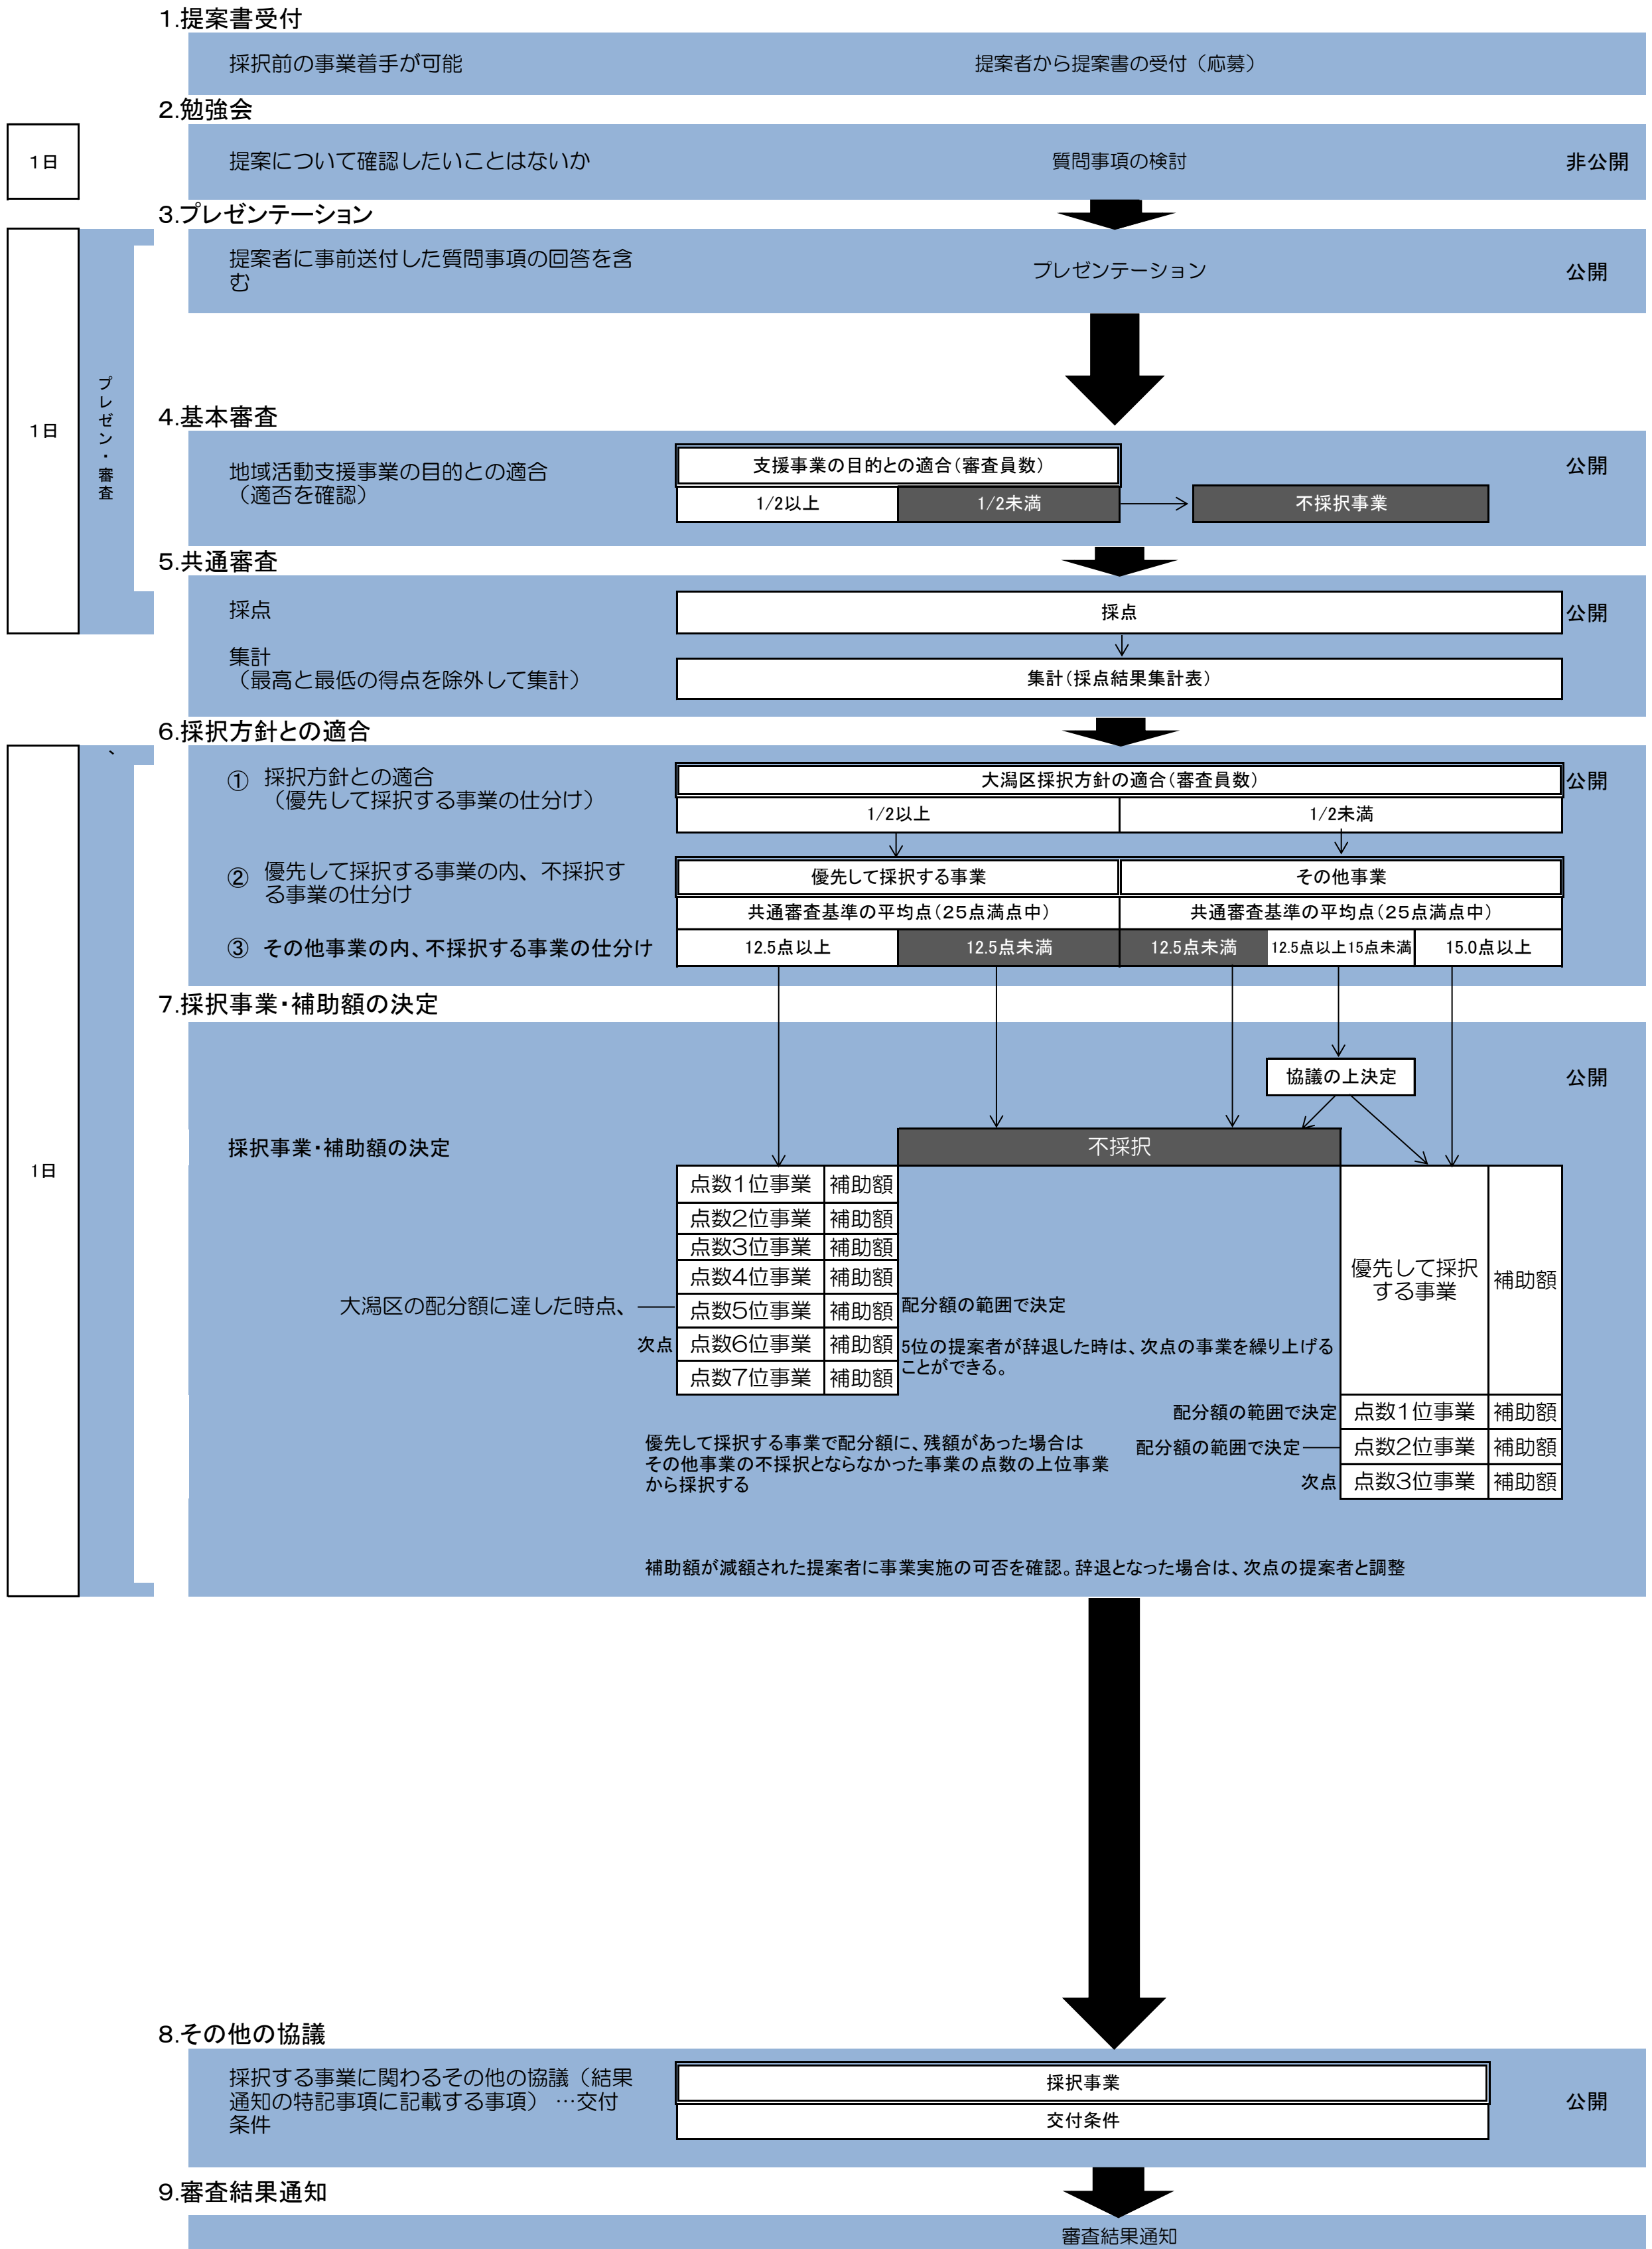 1.提案書受付
採択前の事業着手が可能
提案者から提案書の受付（応募）
2.勉強会
1日
提案について確認したいことはないか
質問事項の検討
非公開
3.プレゼンテーション
提案者に事前送付した質問事項の回答を含
む
プレゼンテーション
公開
1日
プレゼン・審査
4.基本審査
地域活動支援事業の目的との適合
（適否を確認）
支援事業の目的との適合（審査員数）
公開
1/2以上
1/2未満
不採択事業
5.共通審査
採点
採点
公開
集計
（最高と最低の得点を除外して集計）
集計（採点結果集計表）
6.採択方針との適合
、
① 採択方針との適合
（優先して採択する事業の仕分け）
大潟区採択方針の適合（審査員数）
公開
1/2以上
1/2未満
② 優先して採択する事業の内、不採択す
る事業の仕分け
優先して採択する事業
その他事業
共通審査基準の平均点（25点満点中）
共通審査基準の平均点（25点満点中）
③ その他事業の内、不採択する事業の仕分け
12.5点以上
12.5点未満
12.5点未満
12.5点以上15点未満
15.0点以上
7.採択事業・補助額の決定
協議の上決定
公開
1日
採択事業・補助額の決定
不採択
点数1位事業 補助額
点数2位事業 補助額
点数3位事業 補助額
点数4位事業 補助額
大潟区の配分額に達した時点、
点数5位事業 補助額
配分額の範囲で決定
次点
点数6位事業 補助額
5位の提案者が辞退した時は、次点の事業を繰り上げる
ことができる。
点数7位事業 補助額
優先して採択
する事業
補助額
配分額の範囲で決定
点数1位事業 補助額
優先して採択する事業で配分額に、残額があった場合は
その他事業の不採択とならなかった事業の点数の上位事業
から採択する
配分額の範囲で決定
点数2位事業 補助額
次点
点数3位事業 補助額
補助額が減額された提案者に事業実施の可否を確認。辞退となった場合は、次点の提案者と調整
8.その他の協議
採択する事業に関わるその他の協議（結果
通知の特記事項に記載する事項） …交付
条件
採択事業
交付条件
公開
9.審査結果通知
審査結果通知